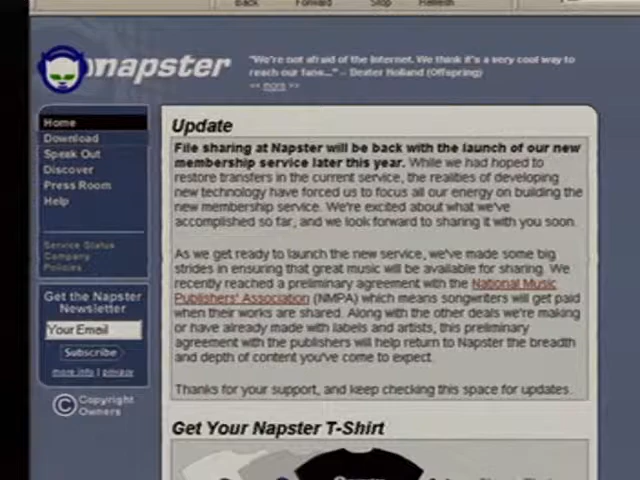 Back Forward Stop Refresh
napster
"We're not afraid of the Internet. We think it's a very cool way to
reach our fans..." – Dexter Holland (Offspring)
<< more >>
Home
Download
Speak Out
Discover
Press Room
Help
Service Status
Company
Policies
Get the Napster
Newsletter
Your Email
Subscribe
more info | privacy
© Copyright
Owners
Update
File sharing at Napster will be back with the launch of our new
membership service later this year. While we had hoped to
restore transfers in the current service, the realities of developing
new technology have forced us to focus all our energy on building the
new membership service. We're excited about what we've
accomplished so far, and we look forward to sharing it with you soon.
As we get ready to launch the new service, we've made some big
strides in ensuring that great music will be available for sharing. We
recently reached a preliminary agreement with the National Music
Publishers' Association (NMPA) which means songwriters will get paid
when their works are shared. Along with the other deals we're making
or have already made with labels and artists, this preliminary
agreement with the publishers will help return to Napster the breadth
and depth of content you've come to expect.
Thanks for your support, and keep checking this space for updates.
Get Your Napster T-Shirt